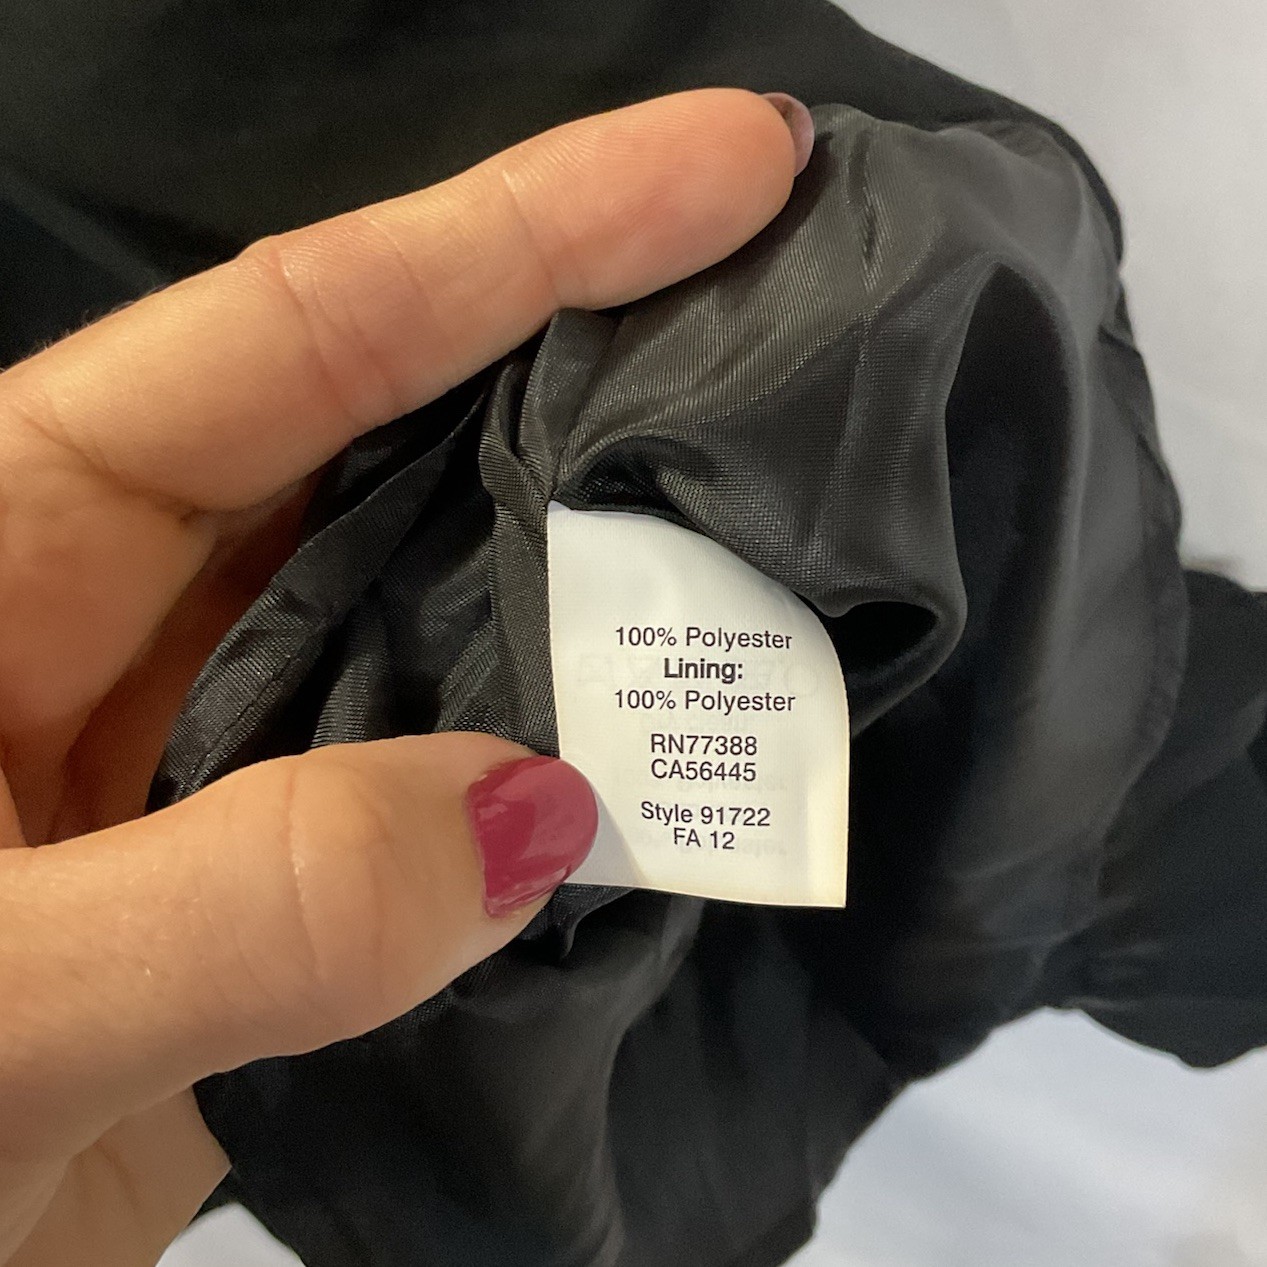 100% Polyester
Lining:
100% Polyester
RN77388
CA56445
Style 91722
FA 12